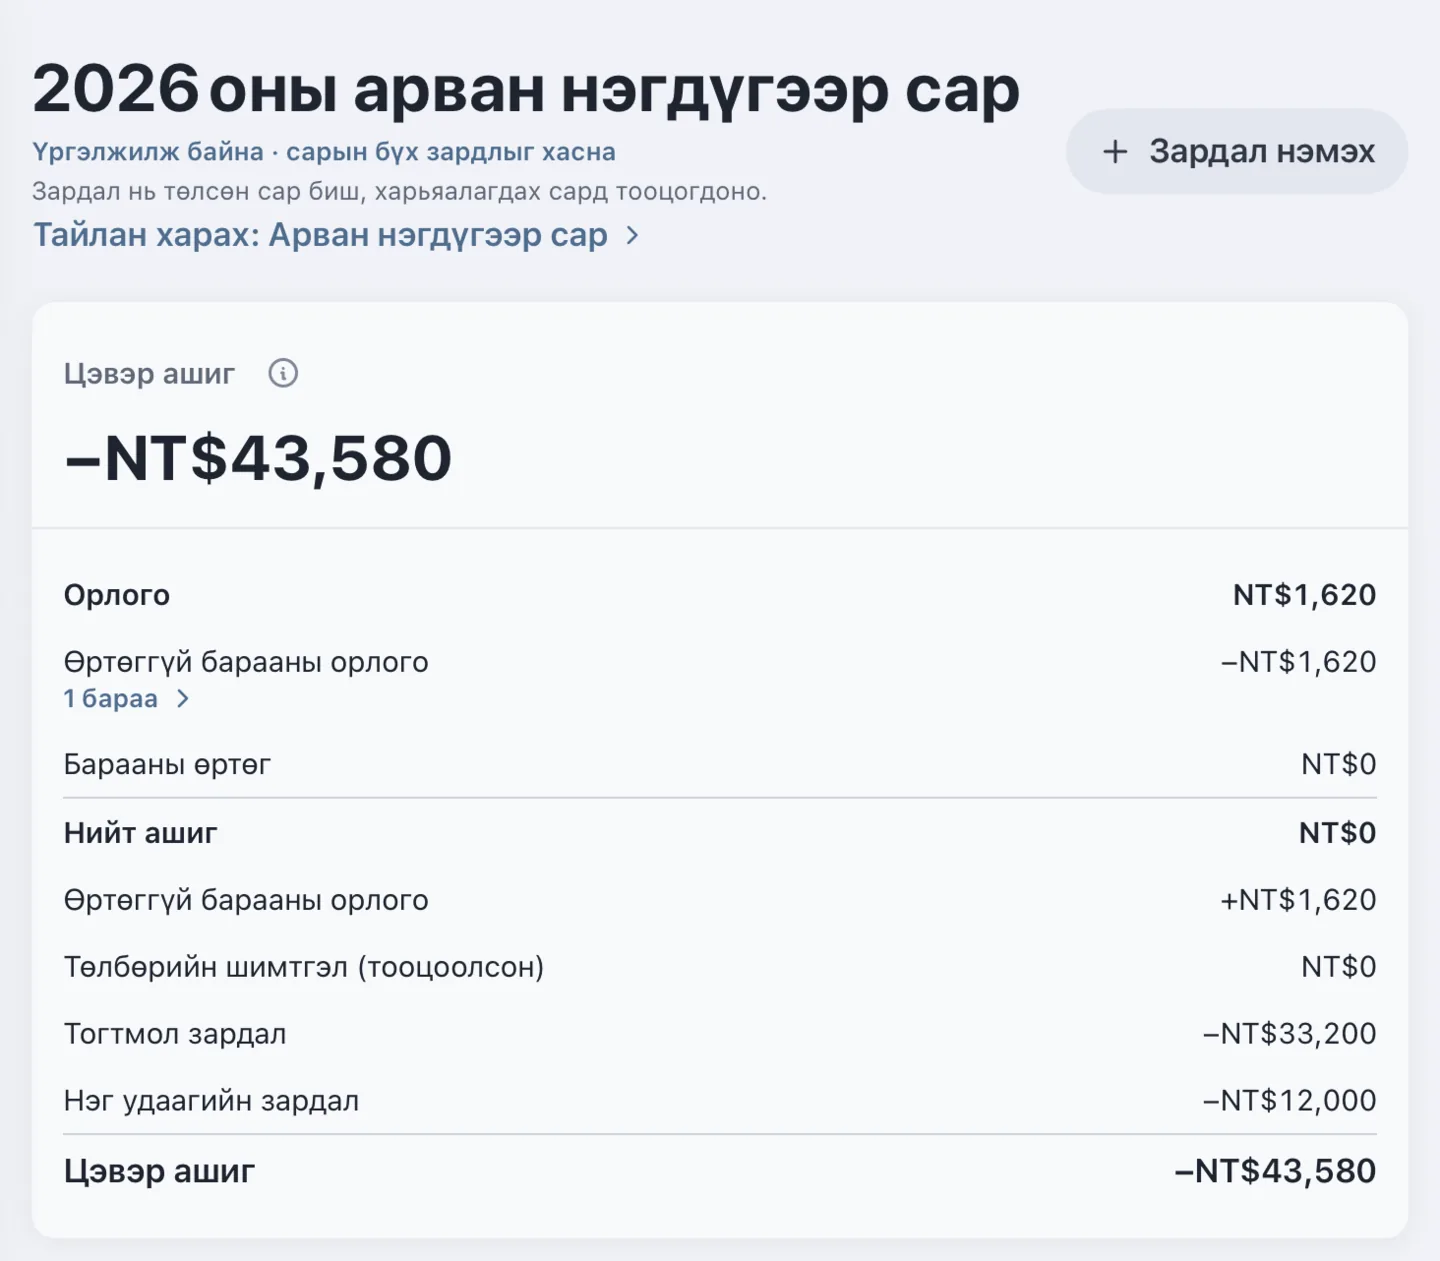 2026 оны арван нэгдүгээр сар
Үргэлжилж байна · сарын бүх зардлыг хасна
Зардал нь төлсөн сар биш, харьяалагдах сард тооцогдоно.
Тайлан харах: Арван нэгдүгээр сар
+ Зардал нэмэх
Цэвэр ашиг
–NT$43,580
Орлого NT$1,620
Өртөггүй барааны орлого –NT$1,620
1 бараа
Барааны өртөг NT$0
Нийт ашиг NT$0
Өртөггүй барааны орлого +NT$1,620
Төлбөрийн шимтгэл (тооцоолсон) NT$0
Тогтмол зардал –NT$33,200
Нэг удаагийн зардал –NT$12,000
Цэвэр ашиг –NT$43,580